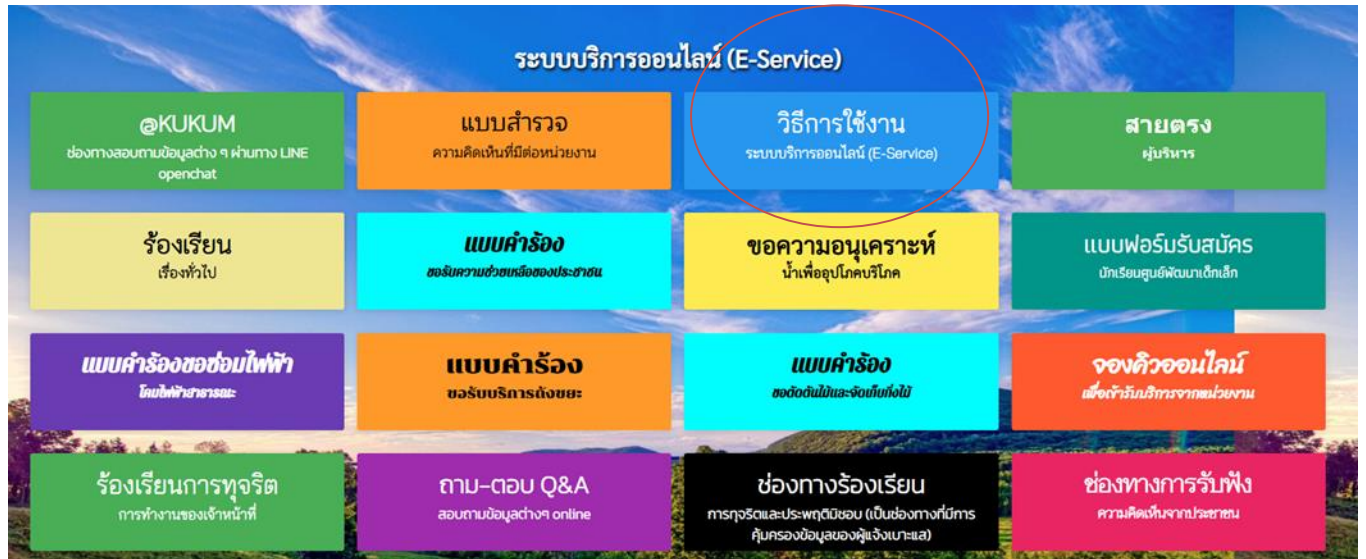 ระบบบริการออนไลน์ (E-Service)
@KUKUM
ช่องทางสอบถามข้อมูลต่าง ๆ ผ่านทาง LINE
openchat
แบบสำรวจ
ความคิดเห็นที่มีต่อหน่วยงาน
วิธีการใช้งาน
ระบบบริการออนไลน์ (E-Service)
สายตรง
ผู้บริหาร
ร้องเรียน
เรื่องทั่วไป
แบบคำร้อง
ขอรับความช่วยเหลือของประชาชน
ขอความอนุเคราะห์
น้ำเพื่ออุปโภคบริโภค
แบบฟอร์มรับสมัคร
นักเรียนศูนย์พัฒนาเด็กเล็ก
แบบคำร้องขอซ่อมไฟฟ้า
โคมไฟฟ้าสาธารณะ
แบบคำร้อง
ขอรับบริการถังขยะ
แบบคำร้อง
ขอตัดต้นไม้และจัดเก็บกิ่งไม้
จองคิวออนไลน์
เพื่อเข้ารับบริการจากหน่วยงาน
ร้องเรียนการทุจริต
การทำงานของเจ้าหน้าที่
ถาม-ตอบ Q&A
สอบถามข้อมูลต่างๆ online
ช่องทางร้องเรียน
การทุจริตและประพฤติมิชอบ (เป็นช่องทางที่มีการ
คุ้มครองข้อมูลของผู้แจ้งเบาะแส)
ช่องทางการรับฟัง
ความคิดเห็นจากประชาชน